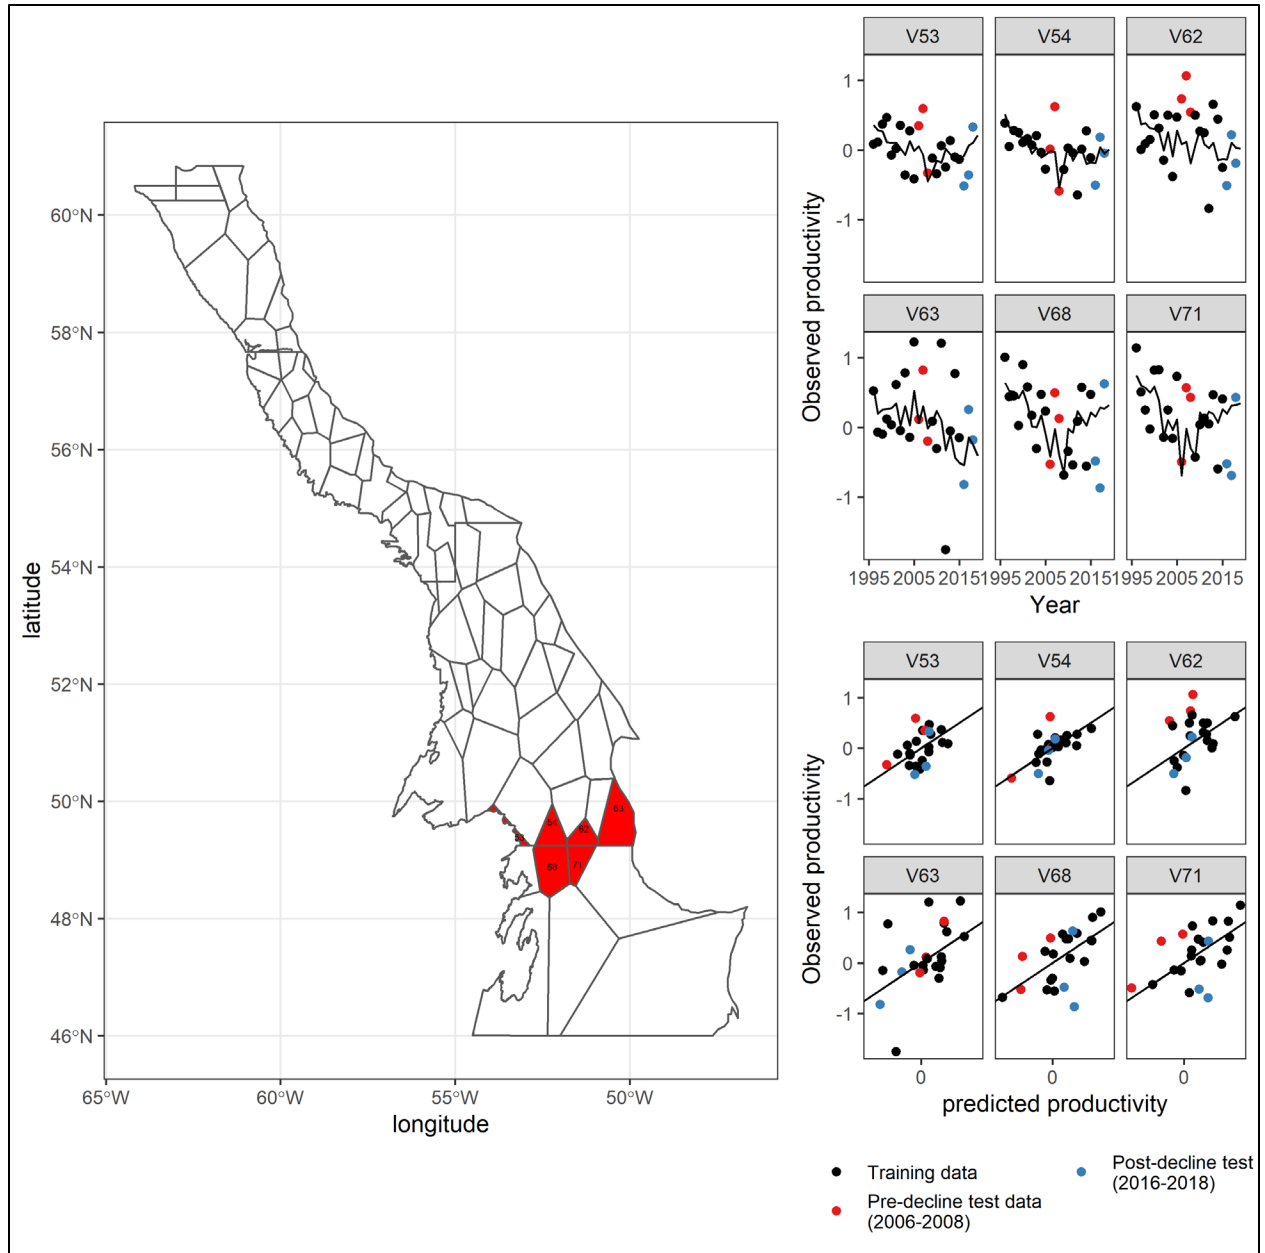 V53 V54 V62
1
0
-1
V63 V68 V71
1
0
-1
Observed productivity
1995 2005 2015 1995 2005 2015 1995 2005 2015
Year
V53 V54 V62
1
0
-1
V63 V68 V71
1
0
-1
Observed productivity
0 0 0
predicted productivity
60°N
58°N
56°N
54°N
52°N
50°N
48°N
46°N
latitude
63
54
62
53
68
71
65°W 60°W 55°W 50°W
longitude
Training data
Pre-decline test data
(2006-2008)
Post-decline test
(2016-2018)